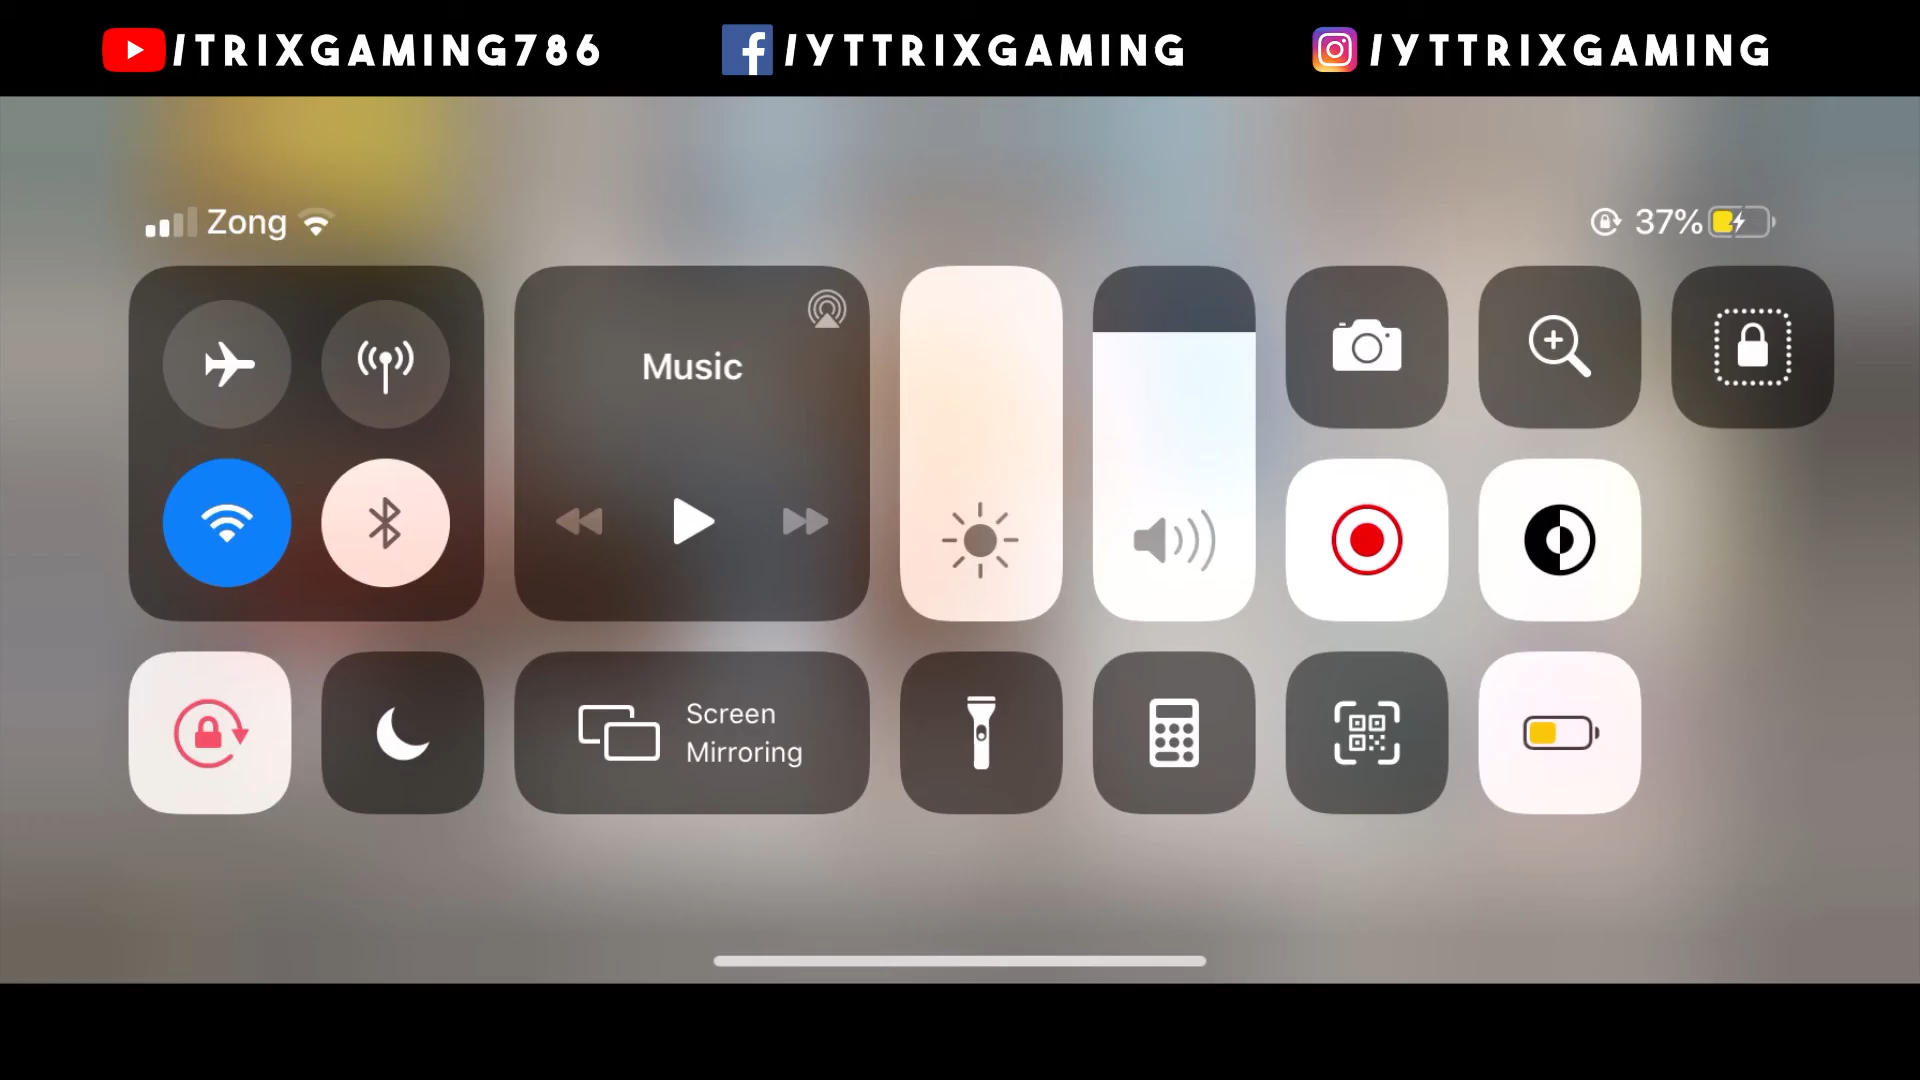 /TRIXGAMING786
/YTTRIXGAMING
/YTTRIXGAMING
Zong
37%
Music
Screen
Mirroring